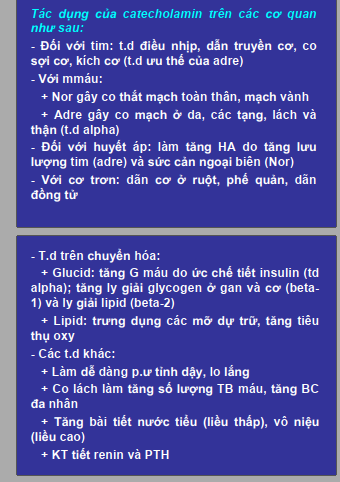 Tác dụng của catecholamin trên các cơ quan
như sau:
- Đối với tim: t.d điều nhịp, dẫn truyền cơ, co
sợi cơ, kích cơ (t.d ưu thế của adre)
- Với mmáu:
+ Nor gây co thắt mạch toàn thân, mạch vành
+ Adre gây co mạch ở da, các tạng, lách và
thận (t.d alpha)
- Đối với huyết áp: làm tăng HA do tăng lưu
lượng tim (adre) và sức cản ngoại biên (Nor)
- Với cơ trơn: dãn cơ ở ruột, phế quản, dãn
đồng tử
- T.d trên chuyển hóa:
+ Glucid: tăng G máu do ức chế tiết insulin (td
alpha); tăng ly giải glycogen ở gan và cơ (beta-
1) và ly giải lipid (beta-2)
+ Lipid: trưng dụng các mỡ dự trữ, tăng tiêu
thụ oxy
- Các t.d khác:
+ Làm dễ dàng p.ư tỉnh dậy, lo lắng
+ Co lách làm tăng số lượng TB máu, tăng BC
đa nhân
+ Tăng bài tiết nước tiểu (liều thấp), vô niệu
(liều cao)
+ KT tiết renin và PTH